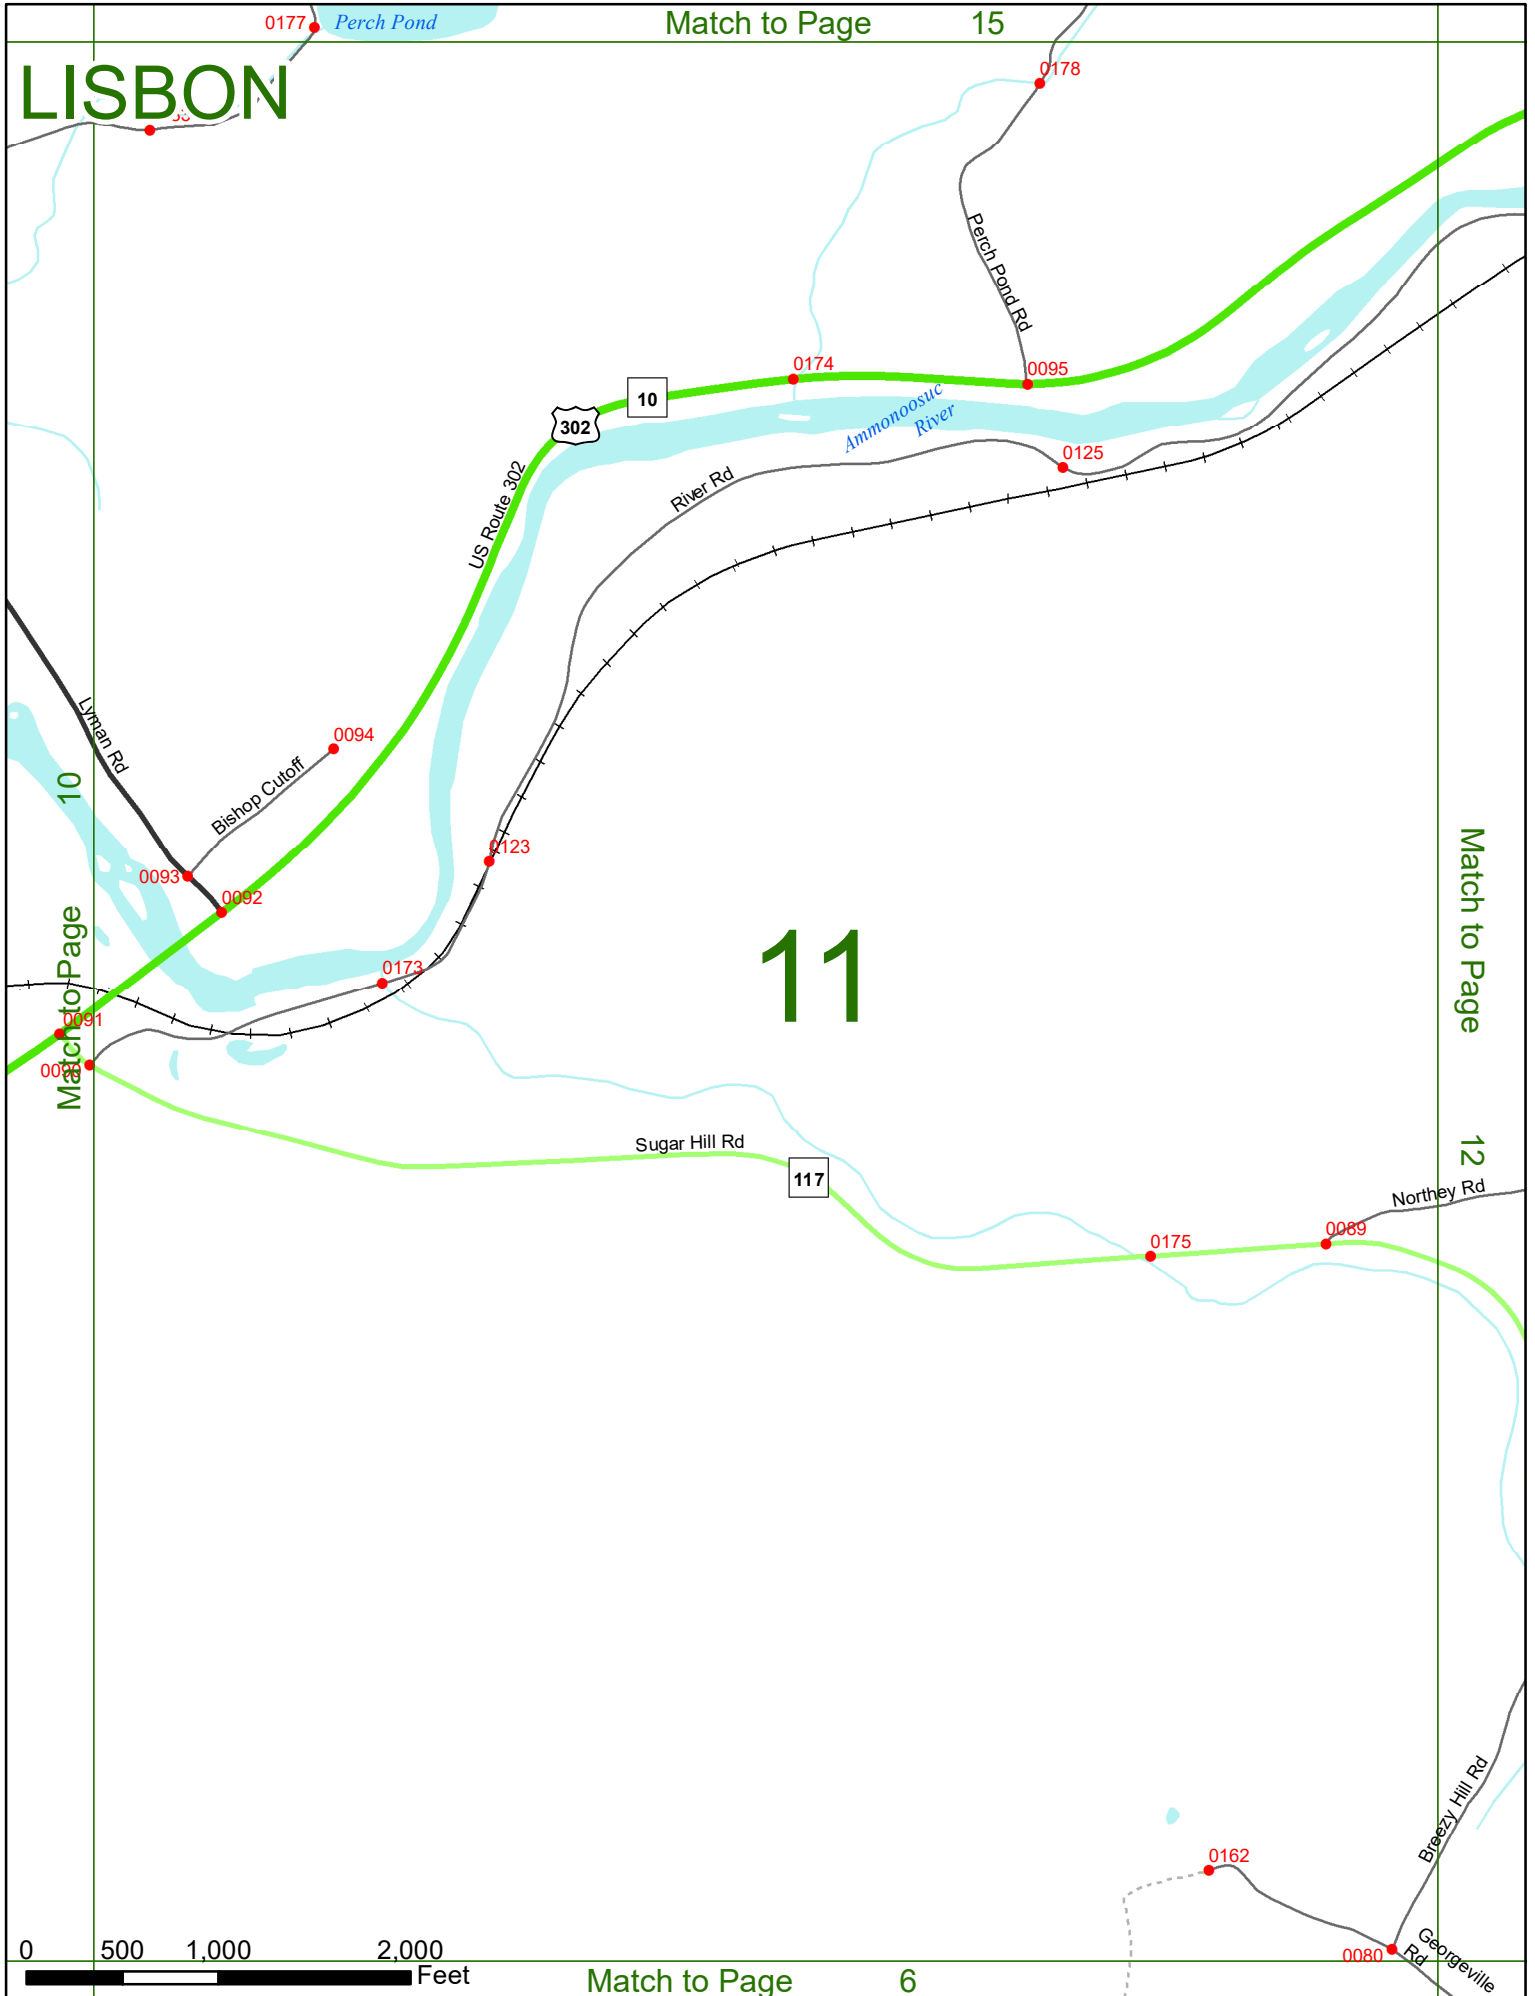 0177
Perch Pond
Match to Page 15
LISBON
0178
Perch Pond Rd
0174
0095
10
302
Ammonoosuc
River
0125
River Rd
US Route 302
Lyman Rd
0094
Bishop Cutoff
10
Match to Page
0093
0092
0123
11
Match to Page
12
0173
0091
0090
Sugar Hill Rd
117
Northey Rd
0089
0175
Breezy Hill Rd
0162
0080
Georgeville
Rd
0 500 1,000 2,000
Feet
Match to Page 6